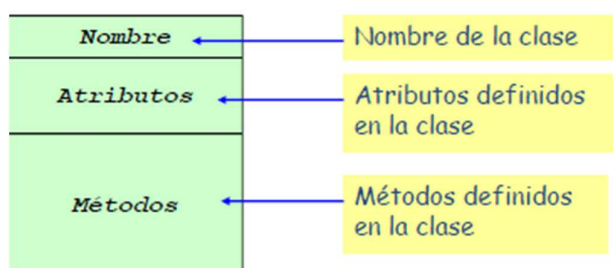 Nombre
Nombre de la clase
Atributos
Atributos definidos
en la clase
Métodos
Métodos definidos
en la clase